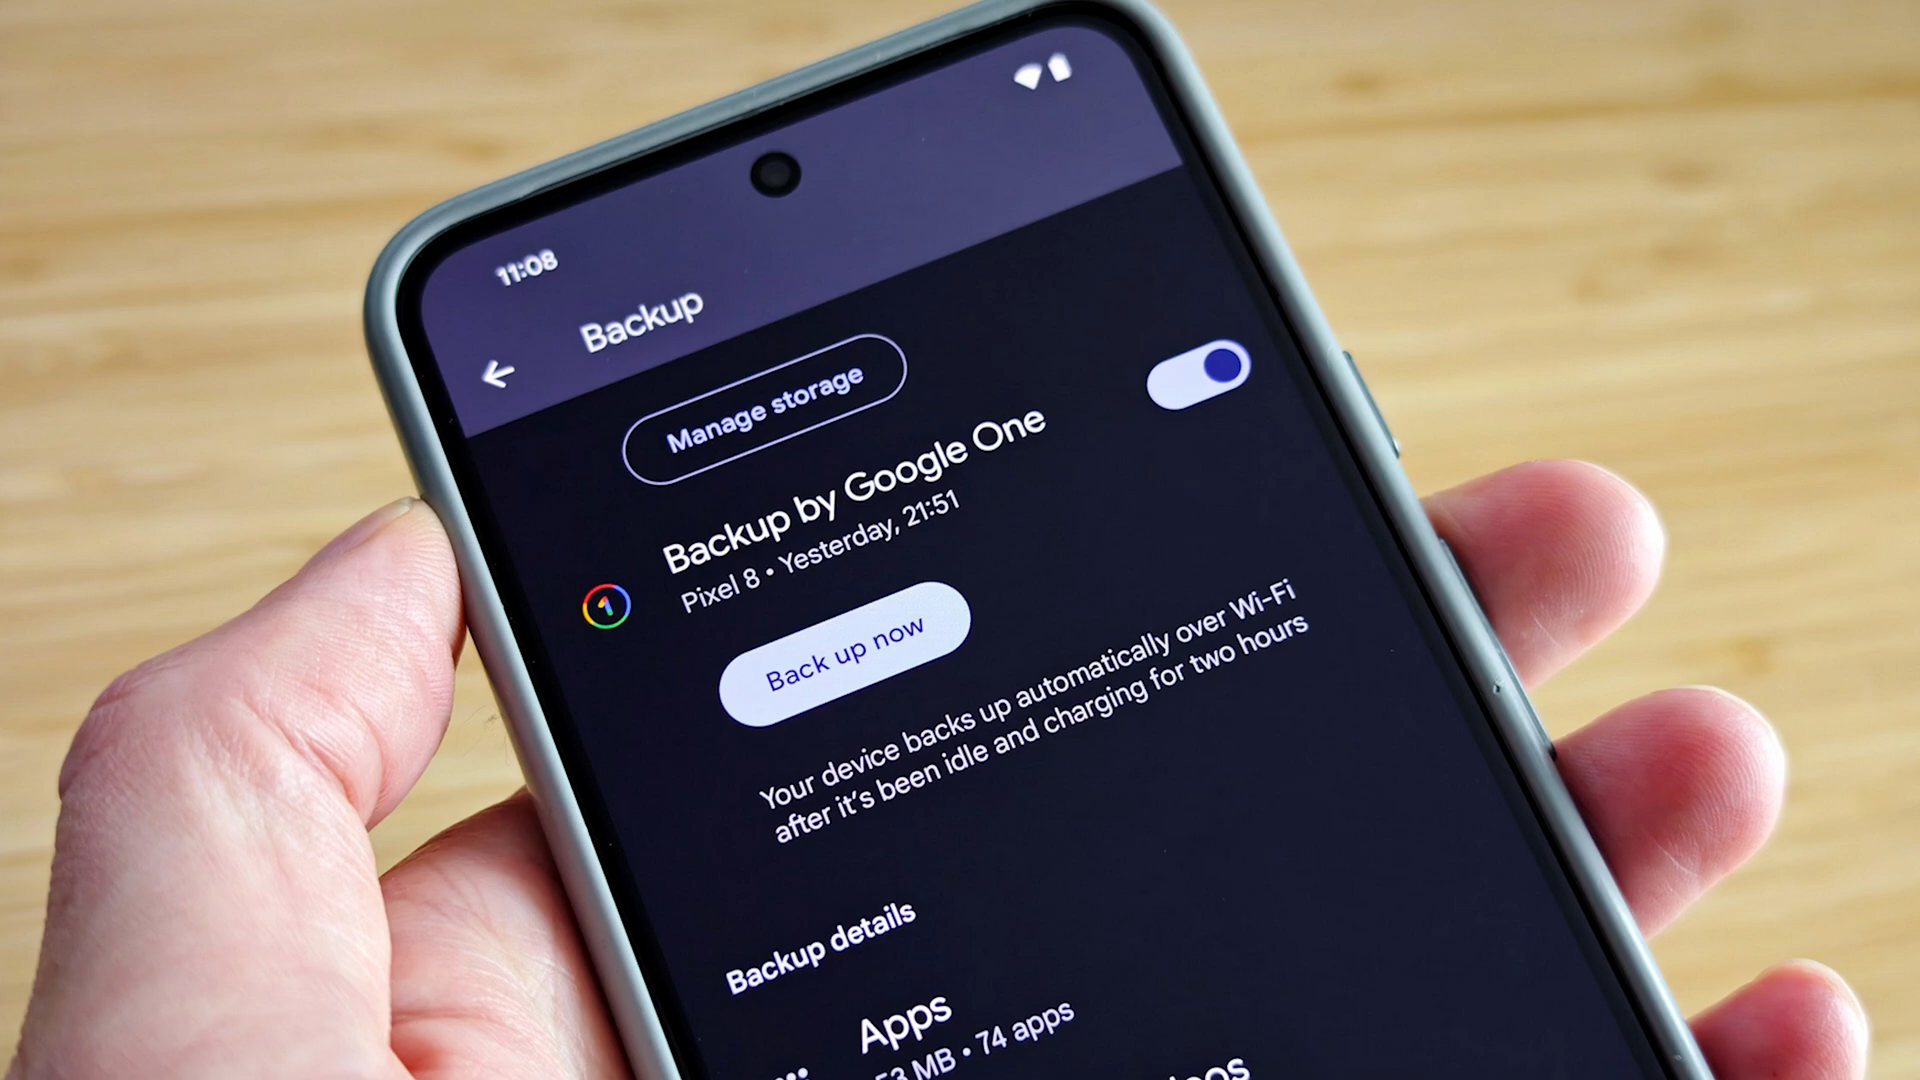 11:08
Backup
Manage storage
Backup by Google One
Pixel 8 • Yesterday, 21:51
1
Back up now
Your device backs up automatically over Wi-Fi
after it's been idle and charging for two hours
Backup details
Apps
MB • 74 apps